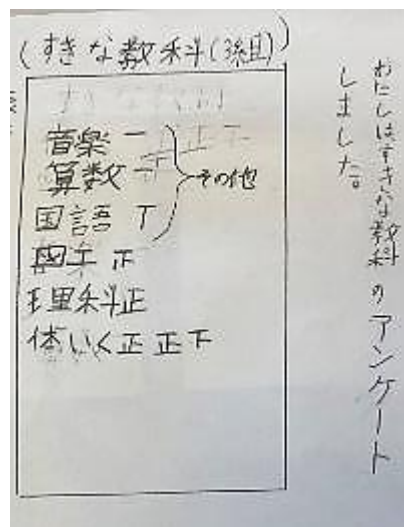 (すきな教科(3組))
音楽 一
算数 一
国語 丅
その他
図工 正
理科 正
体いく 正 正 下
わたしはすきな教科のアンケート
しました。